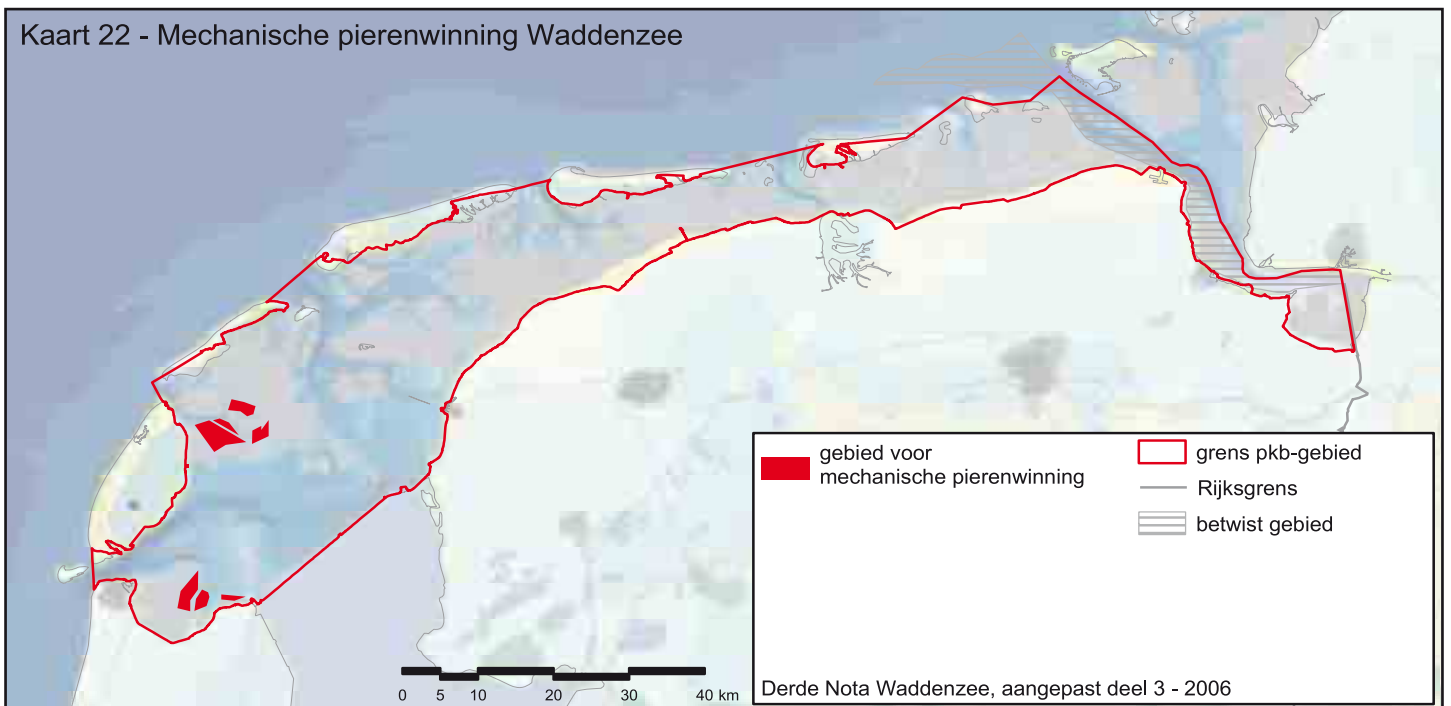 Kaart 22 - Mechanische pierenwinning Waddenzee
gebied voor
mechanische pierenwinning
grens pkb-gebied
Rijksgrens
betwist gebied
0 5 10 20 30 40 km
Derde Nota Waddenzee, aangepast deel 3 - 2006